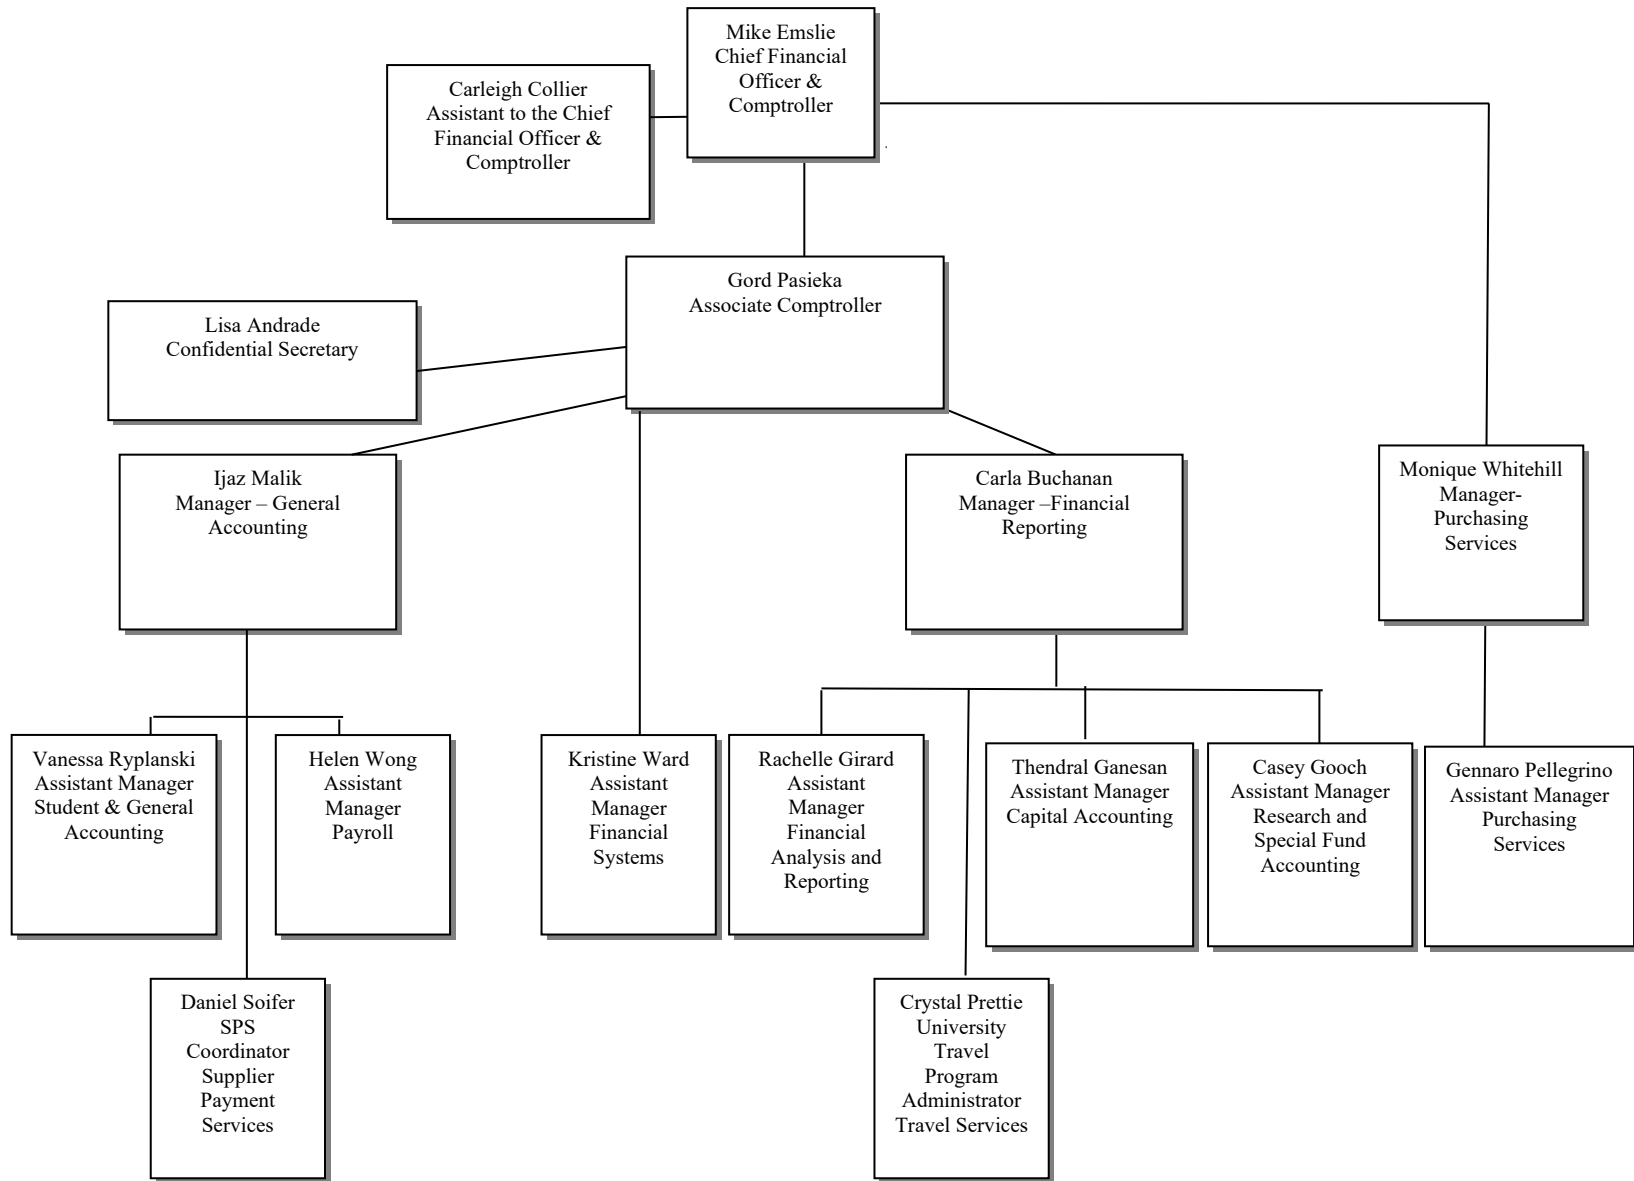 Mike Emslie
Chief Financial
Officer &
Comptroller
Carleigh Collier
Assistant to the Chief
Financial Officer &
Comptroller
Gord Pasieka
Associate Comptroller
Lisa Andrade
Confidential Secretary
Ijaz Malik
Manager – General
Accounting
Carla Buchanan
Manager –Financial
Reporting
Monique Whitehill
Manager-
Purchasing
Services
Vanessa Ryplanski
Assistant Manager
Student & General
Accounting
Helen Wong
Assistant
Manager
Payroll
Kristine Ward
Assistant
Manager
Financial
Systems
Rachelle Girard
Assistant
Manager
Financial
Analysis and
Reporting
Thendral Ganesan
Assistant Manager
Capital Accounting
Casey Gooch
Assistant Manager
Research and
Special Fund
Accounting
Gennaro Pellegrino
Assistant Manager
Purchasing
Services
Daniel Soifer
SPS
Coordinator
Supplier
Payment
Services
Crystal Prettie
University
Travel
Program
Administrator
Travel Services